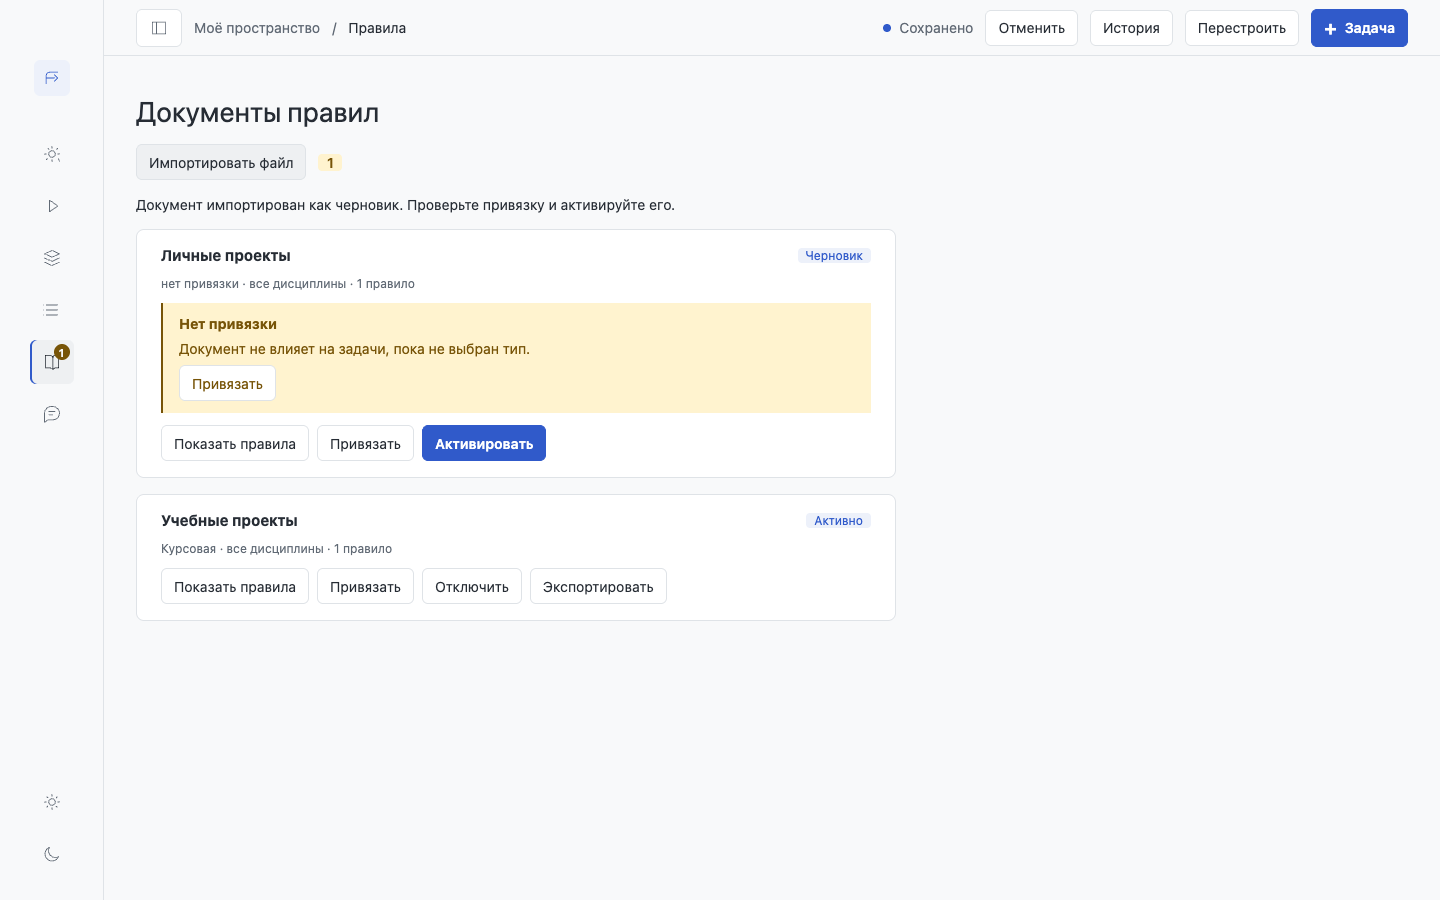 Моё пространство / Правила
Сохранено
Отменить
История
Перестроить
+ Задача
Документы правил
Импортировать файл 1
Документ импортирован как черновик. Проверьте привязку и активируйте его.
Личные проекты
Черновик
нет привязки · все дисциплины · 1 правило
Нет привязки
Документ не влияет на задачи, пока не выбран тип.
Привязать
Показать правила
Привязать
Активировать
Учебные проекты
Активно
Курсовая · все дисциплины · 1 правило
Показать правила
Привязать
Отключить
Экспортировать
1